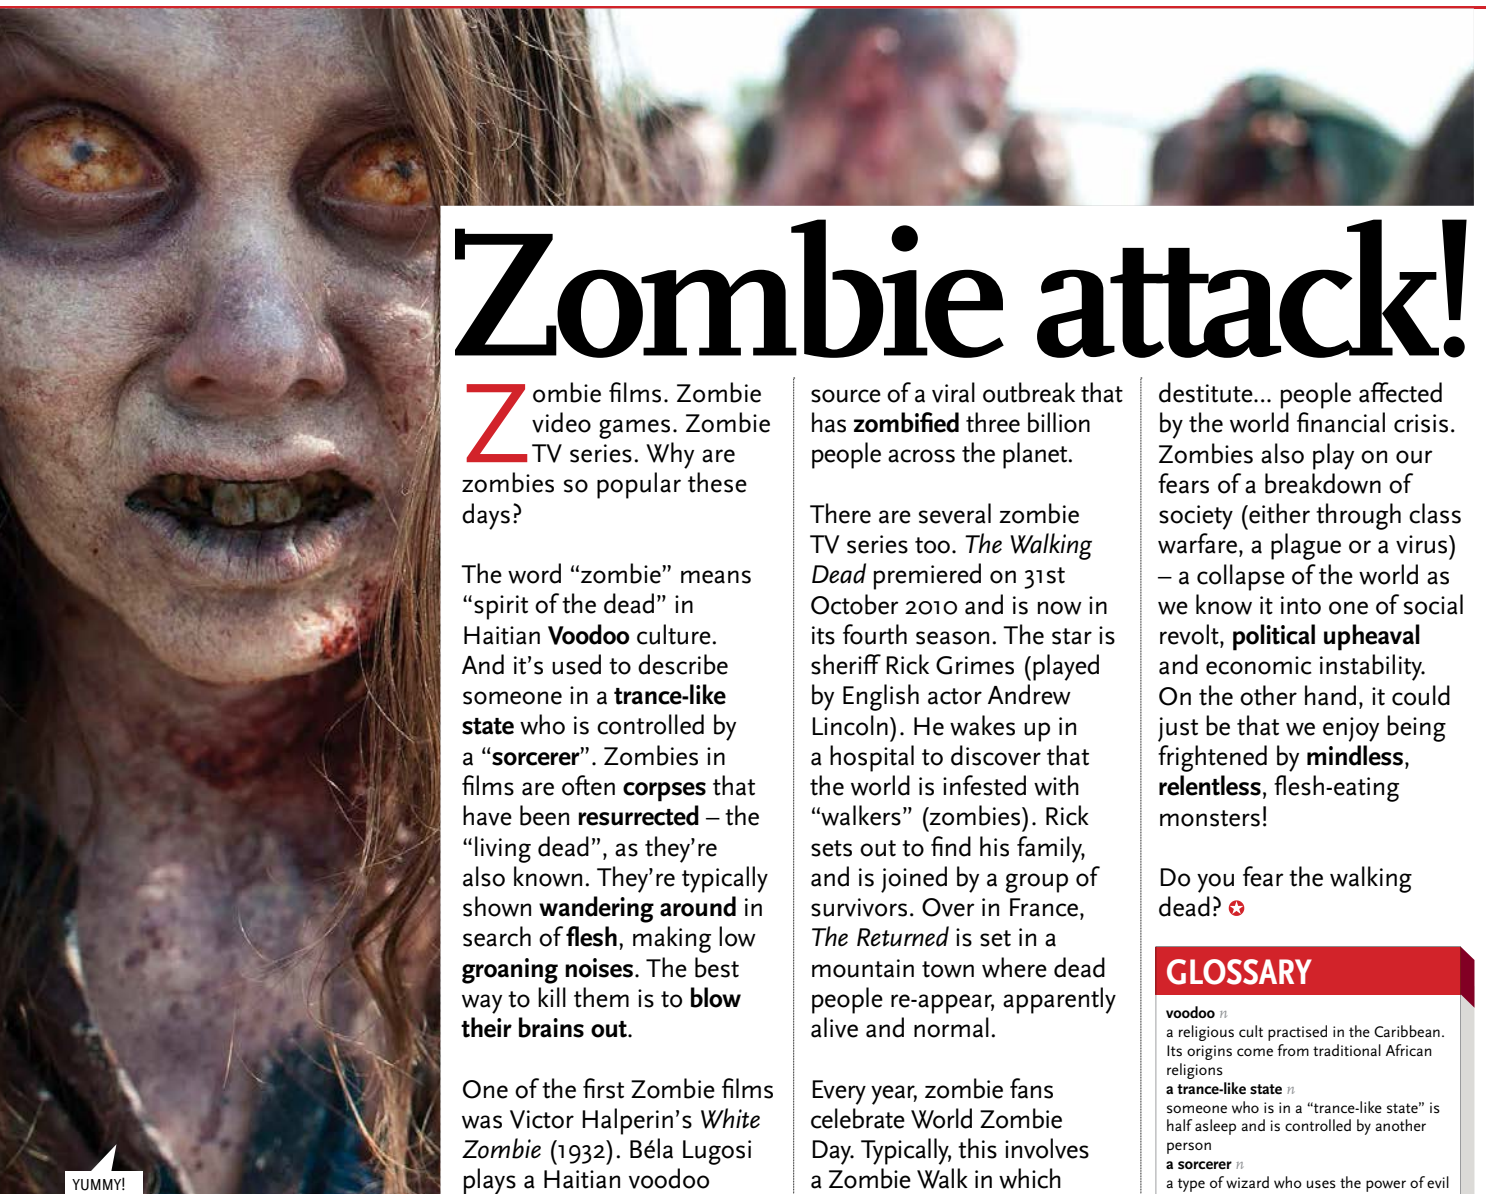 Zombie attack!
Zombie films. Zombie
video games. Zombie
TV series. Why are
zombies so popular these
days?
The word “zombie” means
“spirit of the dead” in
Haitian Voodoo culture.
And it’s used to describe
someone in a trance-like
state who is controlled by
a “sorcerer”. Zombies in
films are often corpses that
have been resurrected – the
“living dead”, as they’re
also known. They’re typically
shown wandering around in
search of flesh, making low
groaning noises. The best
way to kill them is to blow
their brains out.
One of the first Zombie films
was Victor Halperin’s White
Zombie (1932). Béla Lugosi
plays a Haitian voodoo
source of a viral outbreak that
has zombified three billion
people across the planet.
There are several zombie
TV series too. The Walking
Dead premiered on 31st
October 2010 and is now in
its fourth season. The star is
sheriff Rick Grimes (played
by English actor Andrew
Lincoln). He wakes up in
a hospital to discover that
the world is infested with
“walkers” (zombies). Rick
sets out to find his family,
and is joined by a group of
survivors. Over in France,
The Returned is set in a
mountain town where dead
people re-appear, apparently
alive and normal.
Every year, zombie fans
celebrate World Zombie
Day. Typically, this involves
a Zombie Walk in which
destitute... people affected
by the world financial crisis.
Zombies also play on our
fears of a breakdown of
society (either through class
warfare, a plague or a virus)
– a collapse of the world as
we know it into one of social
revolt, political upheaval
and economic instability.
On the other hand, it could
just be that we enjoy being
frightened by mindless,
relentless, flesh-eating
monsters!
Do you fear the walking
dead?
GLOSSARY
voodoo n
a religious cult practised in the Caribbean.
Its origins come from traditional African
religions
a trance-like state n
someone who is in a “trance-like state” is
half asleep and is controlled by another
person
a sorcerer n
a type of wizard who uses the power of evil
YUMMY!